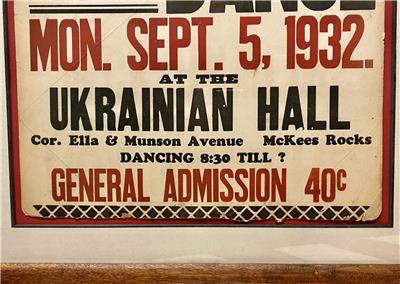 DANCE
MON. SEPT. 5, 1932.
AT THE
UKRAINIAN HALL
Cor. Ella & Munson Avenue McKees Rocks
DANCING 8:30 TILL ?
GENERAL ADMISSION 40c